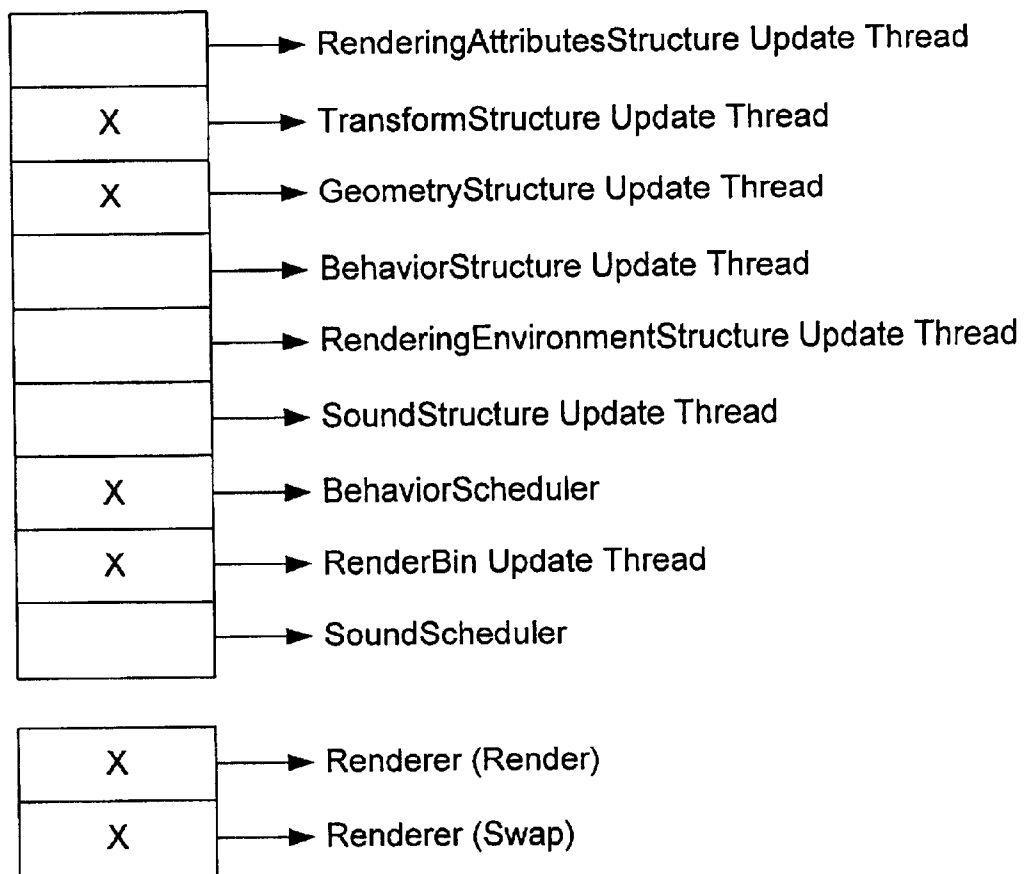 RenderingAttributesStructure Update Thread
X TransformStructure Update Thread
X GeometryStructure Update Thread
BehaviorStructure Update Thread
RenderingEnvironmentStructure Update Thread
SoundStructure Update Thread
X BehaviorScheduler
X RenderBin Update Thread
SoundScheduler
X Renderer (Render)
X Renderer (Swap)